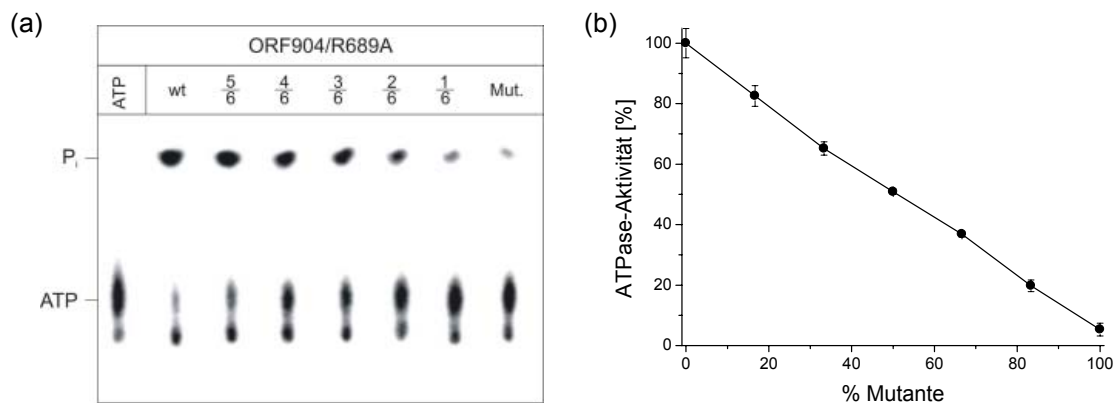 (a)
ORF904/R689A
ATP wt 5/6 4/6 3/6 2/6 1/6 Mut.
Pi
ATP
(b)
ATPase-Aktivität [%]
100
80
60
40
20
0
0 20 40 60 80 100
% Mutante